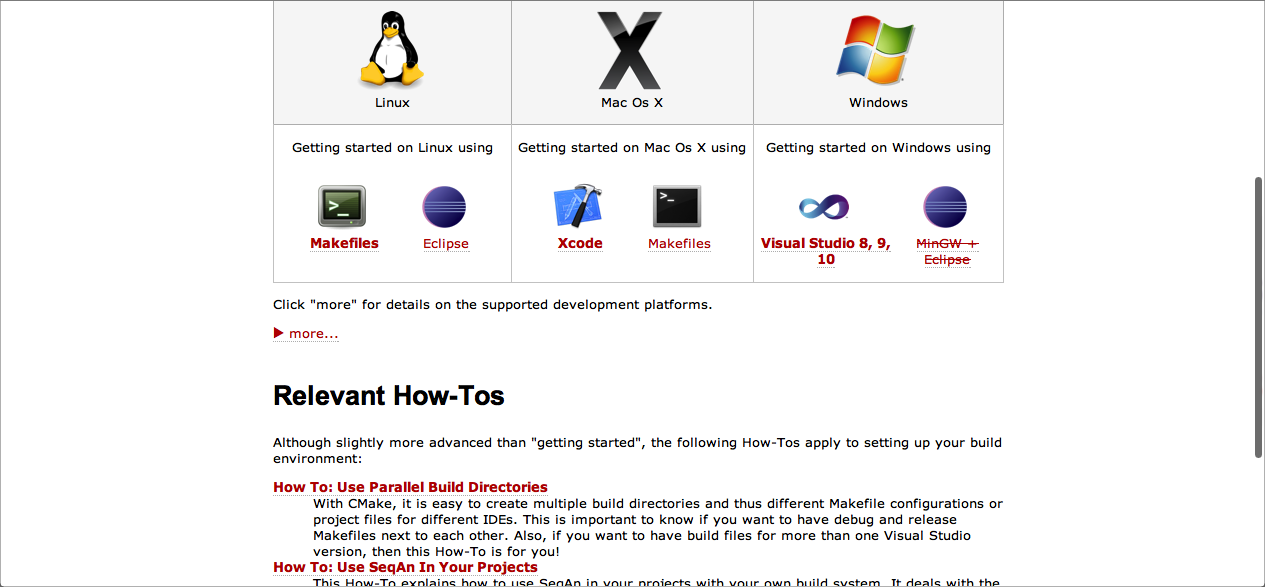 Linux
Mac Os X
Windows
Getting started on Linux using
Getting started on Mac Os X using
Getting started on Windows using
>_
>_
Makefiles
Eclipse
Xcode
Makefiles
Visual Studio 8, 9,
10
MinGW +
Eclipse
Click "more" for details on the supported development platforms.
more...
Relevant How-Tos
Although slightly more advanced than "getting started", the following How-Tos apply to setting up your build
environment:
How To: Use Parallel Build Directories
With CMake, it is easy to create multiple build directories and thus different Makefile configurations or
project files for different IDEs. This is important to know if you want to have debug and release
Makefiles next to each other. Also, if you want to have build files for more than one Visual Studio
version, then this How-To is for you!
How To: Use SeqAn In Your Projects
This How-To explains how to use SeqAn in your projects with your own build system. It deals with the